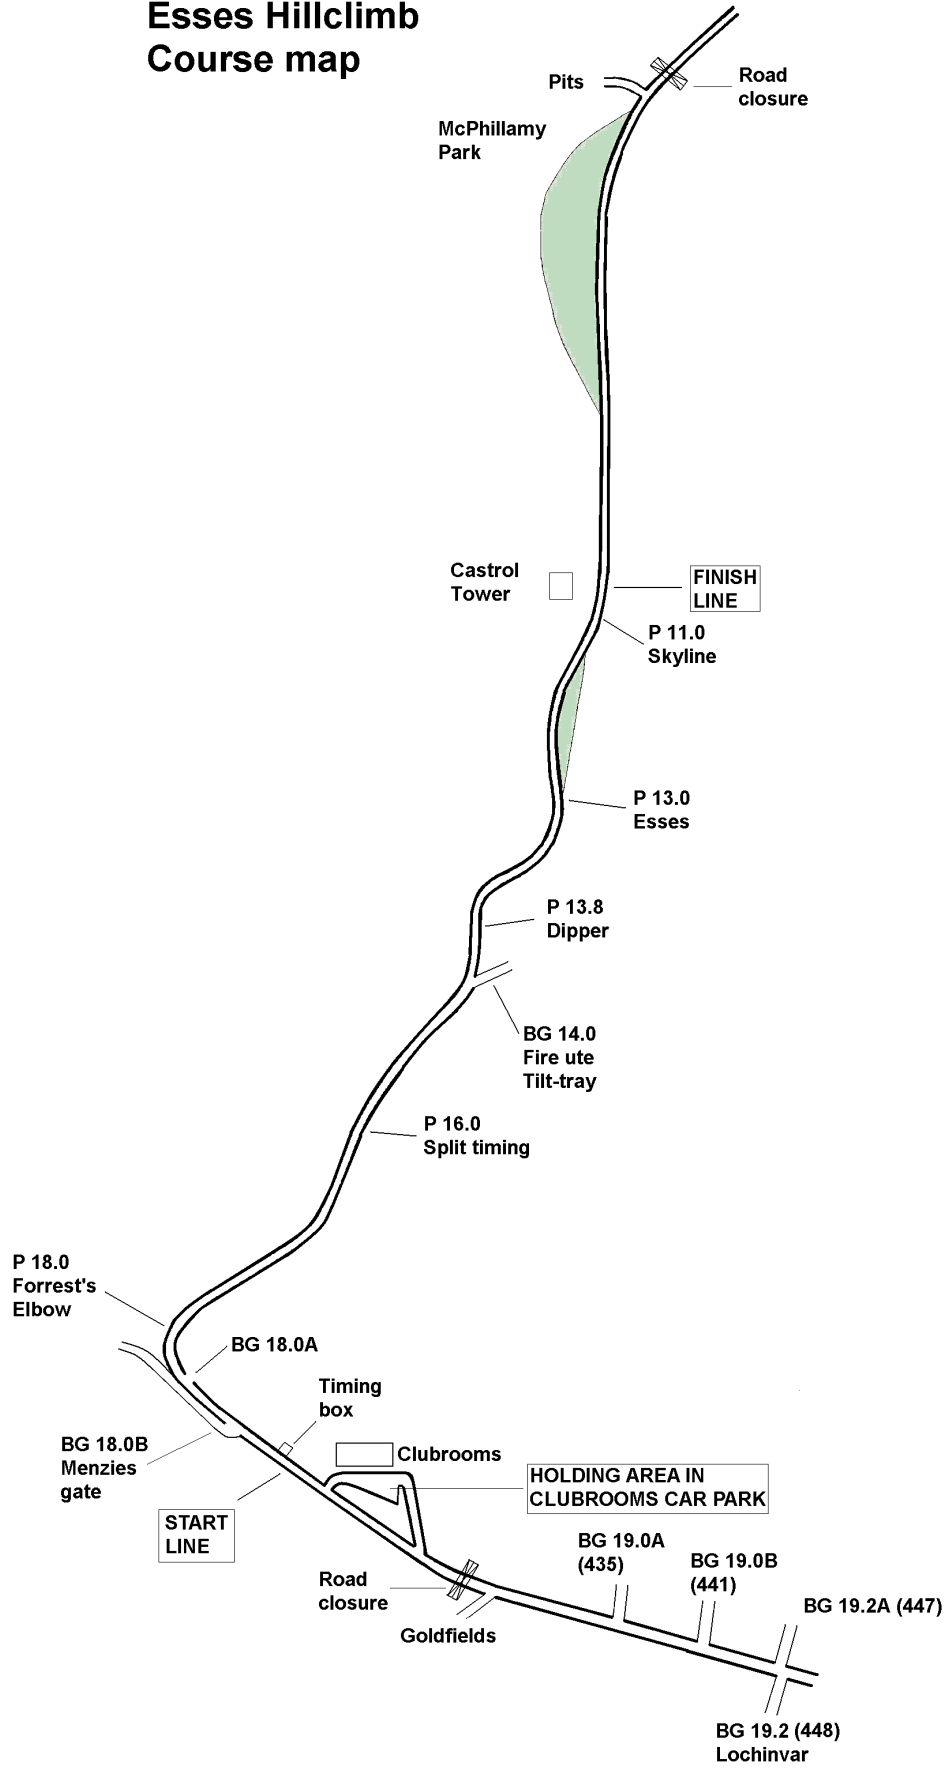 Esses Hillclimb
Course map
Pits
Road
closure
McPhillamy
Park
Castrol
Tower
FINISH
LINE
P 11.0
Skyline
P 13.0
Esses
P 13.8
Dipper
BG 14.0
Fire ute
Tilt-tray
P 16.0
Split timing
P 18.0
Forrest's
Elbow
BG 18.0A
Timing
box
BG 18.0B
Menzies
gate
Clubrooms
HOLDING AREA IN
CLUBROOMS CAR PARK
START
LINE
BG 19.0A
(435)
BG 19.0B
(441)
Road
closure
BG 19.2A (447)
Goldfields
BG 19.2 (448)
Lochinvar